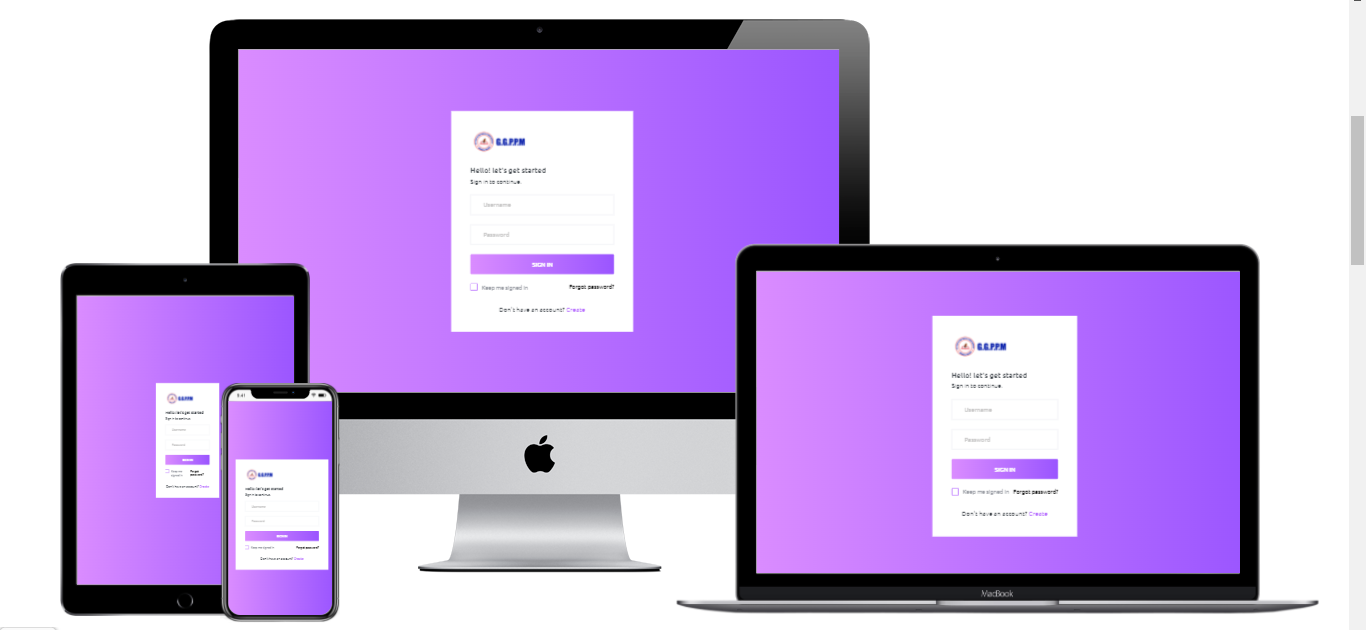 G.G.P.P.M
Hello! let's get started
Sign in to continue.
Username
Password
SIGN IN
Keep me signed in Forgot password?
Don't have an account? Create
G.G.P.P.M
Hello! let's get started
Sign in to continue.
Username
Password
SIGN IN
Keep me signed in Forgot password?
Don't have an account? Create
MacBook
G.G.P.P.M
Hello! let's get started
Sign in to continue.
Username
Password
SIGN IN
Keep me Forgot
signed in password?
Don't have an account? Create
9:41
G.G.P.P.M
Hello! let's get started
Sign in to continue.
Username
Password
SIGN IN
Keep me signed in Forgot password?
Don't have an account? Create